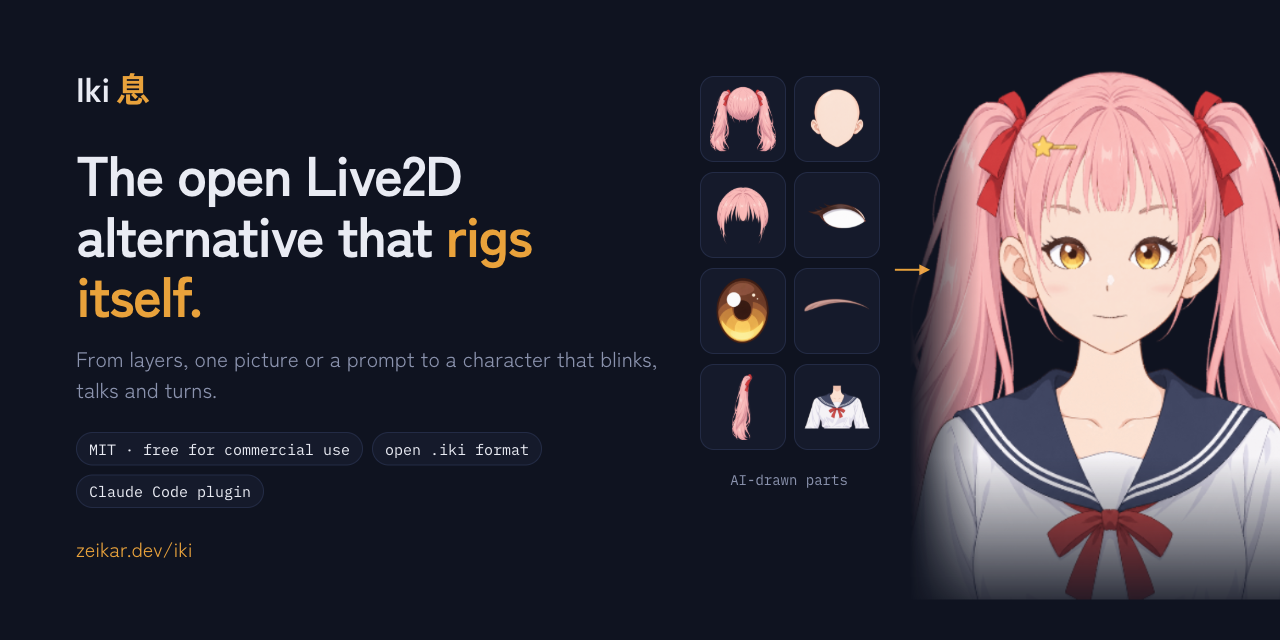 Iki 息
The open Live2D
alternative that rigs
itself.
From layers, one picture or a prompt to a character that blinks,
talks and turns.
MIT · free for commercial use
open .iki format
Claude Code plugin
zeikar.dev/iki
AI-drawn parts